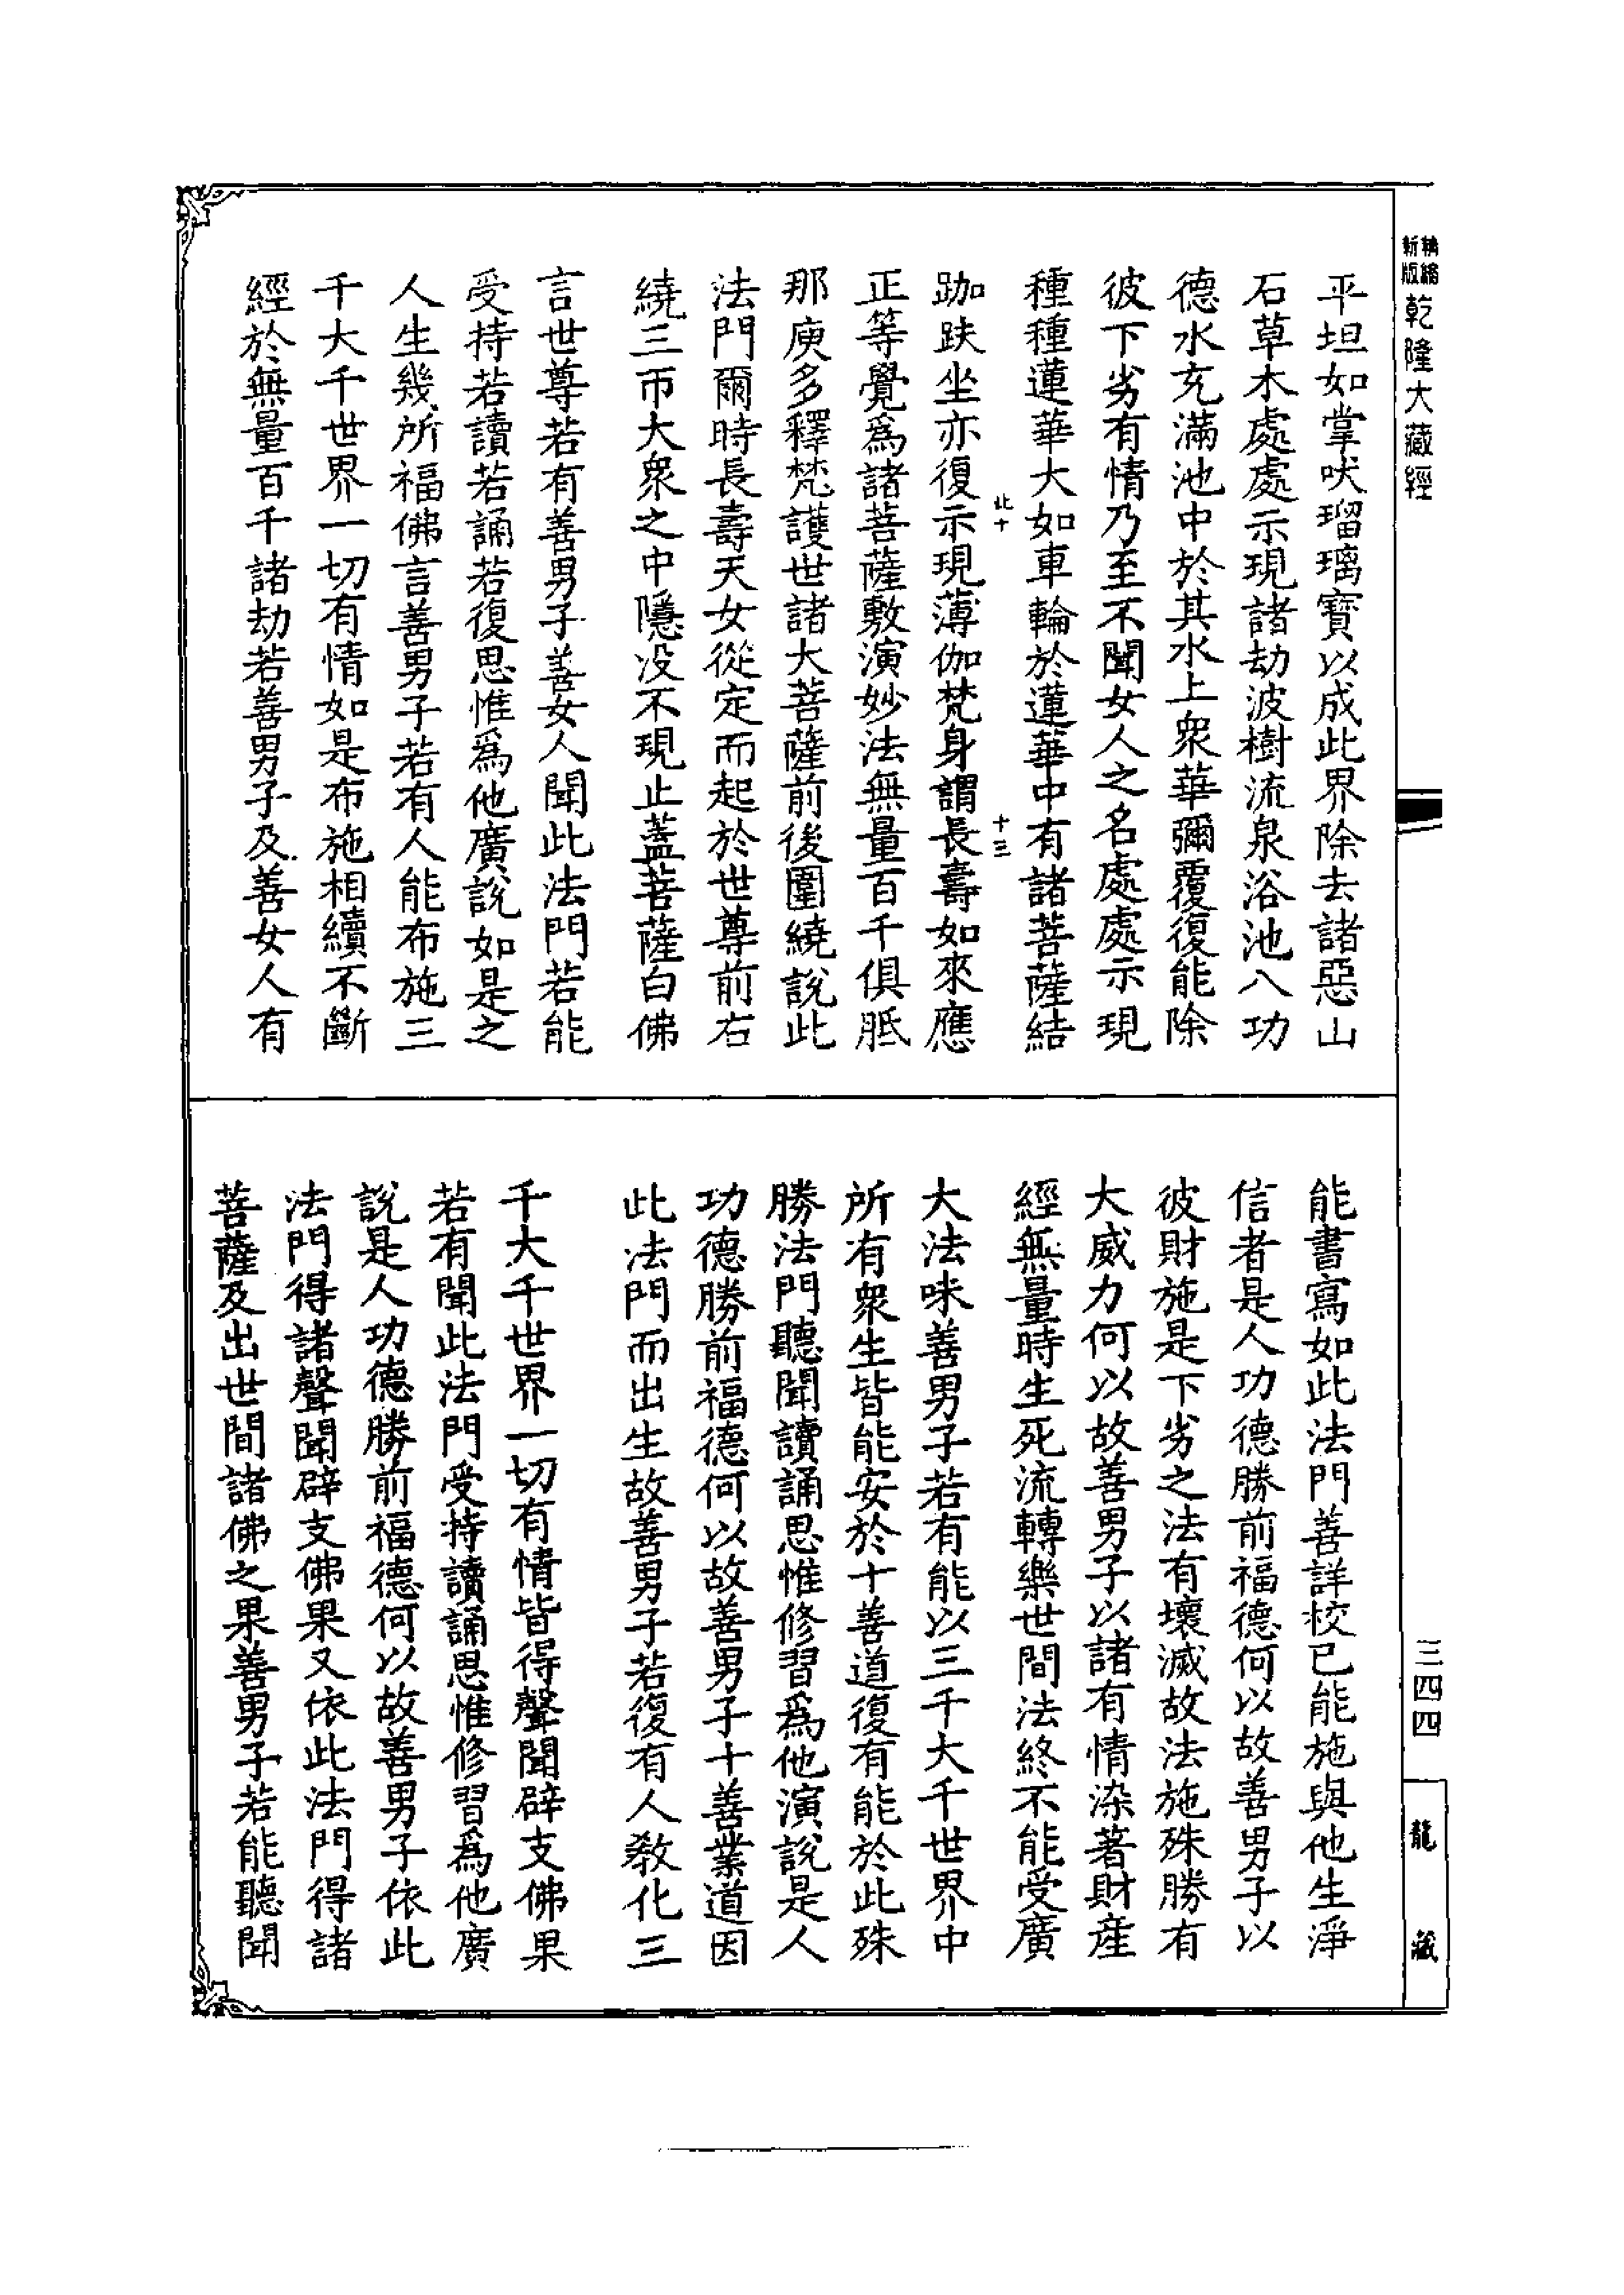 新版精縮
乾隆大藏經
平坦如掌吠瑠璃寶以成此界除去諸惡山
石草木處處示現諸劫波樹流泉浴池八功
德水充滿池中於其水上衆華彌覆復能除
彼下劣有情乃至不聞女人之名處處示現
種種蓮華大如車輪於蓮華中有諸菩薩結
北十
十三
跏趺坐亦復示現薄伽梵身謂長壽如來應
正等覺爲諸菩薩敷演妙法無量百千俱胝
那庾多釋梵護世諸大菩薩前後圍繞說此
法門爾時長壽天女從定而起於世尊前右
繞三帀大衆之中隱沒不現止蓋菩薩白佛
言世尊若有善男子善女人聞此法門若能
受持若讀若誦若復思惟爲他廣說如是之
人生幾所福佛言善男子若有人能布施三
千大千世界一切有情如是布施相續不斷
經於無量百千諸劫若善男子及善女人有
能書寫如此法門善詳校已能施與他生淨
信者是人功德勝前福德何以故善男子以
彼財施是下劣之法有壞滅故法施殊勝有
大威力何以故善男子以諸有情染著財産
經無量時生死流轉樂世間法終不能受廣
大法味善男子若有能以三千大千世界中
所有衆生皆能安於十善道復有能於此殊
勝法門聽聞讀誦思惟修習爲他演說是人
功德勝前福德何以故善男子十善業道因
此法門而出生故善男子若復有人教化三
千大千世界一切有情皆得聲聞辟支佛果
若有聞此法門受持讀誦思惟修習爲他廣
說是人功德勝前福德何以故善男子依此
法門得諸聲聞辟支佛果又依此法門得諸
菩薩及出世間諸佛之果善男子若能聽聞
三四四
龍藏